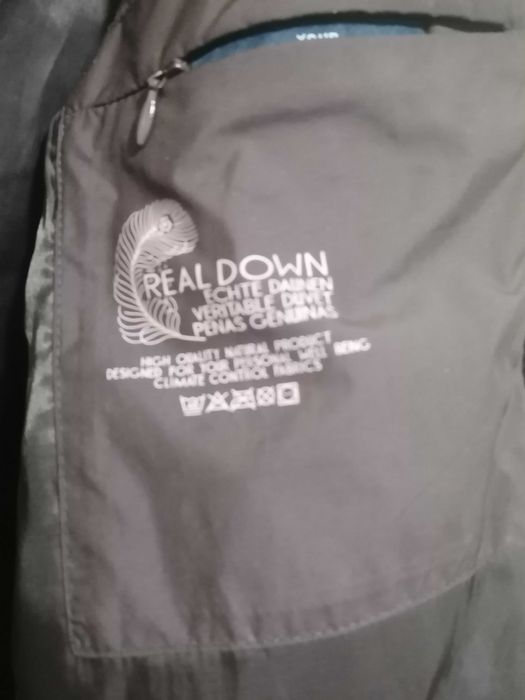 YOUR
REAL DOWN
ECHTE DAUNEN
VERITABLE DUVET
PENAS GENUINAS
HIGH QUALITY NATURAL PRODUCT
DESIGNED FOR YOUR PERSONAL WELL BEING
CLIMATE CONTROL FABRICS